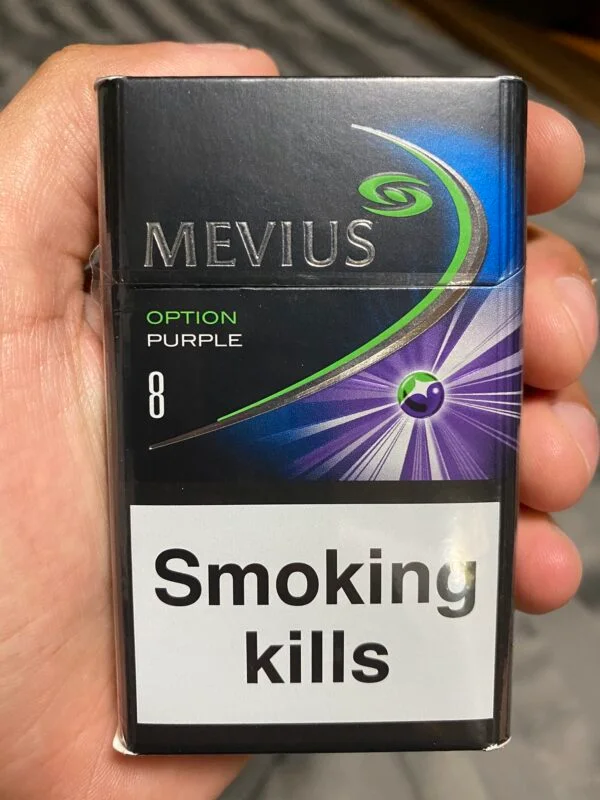 MEVIUS
OPTION
PURPLE
8
Smoking
kills